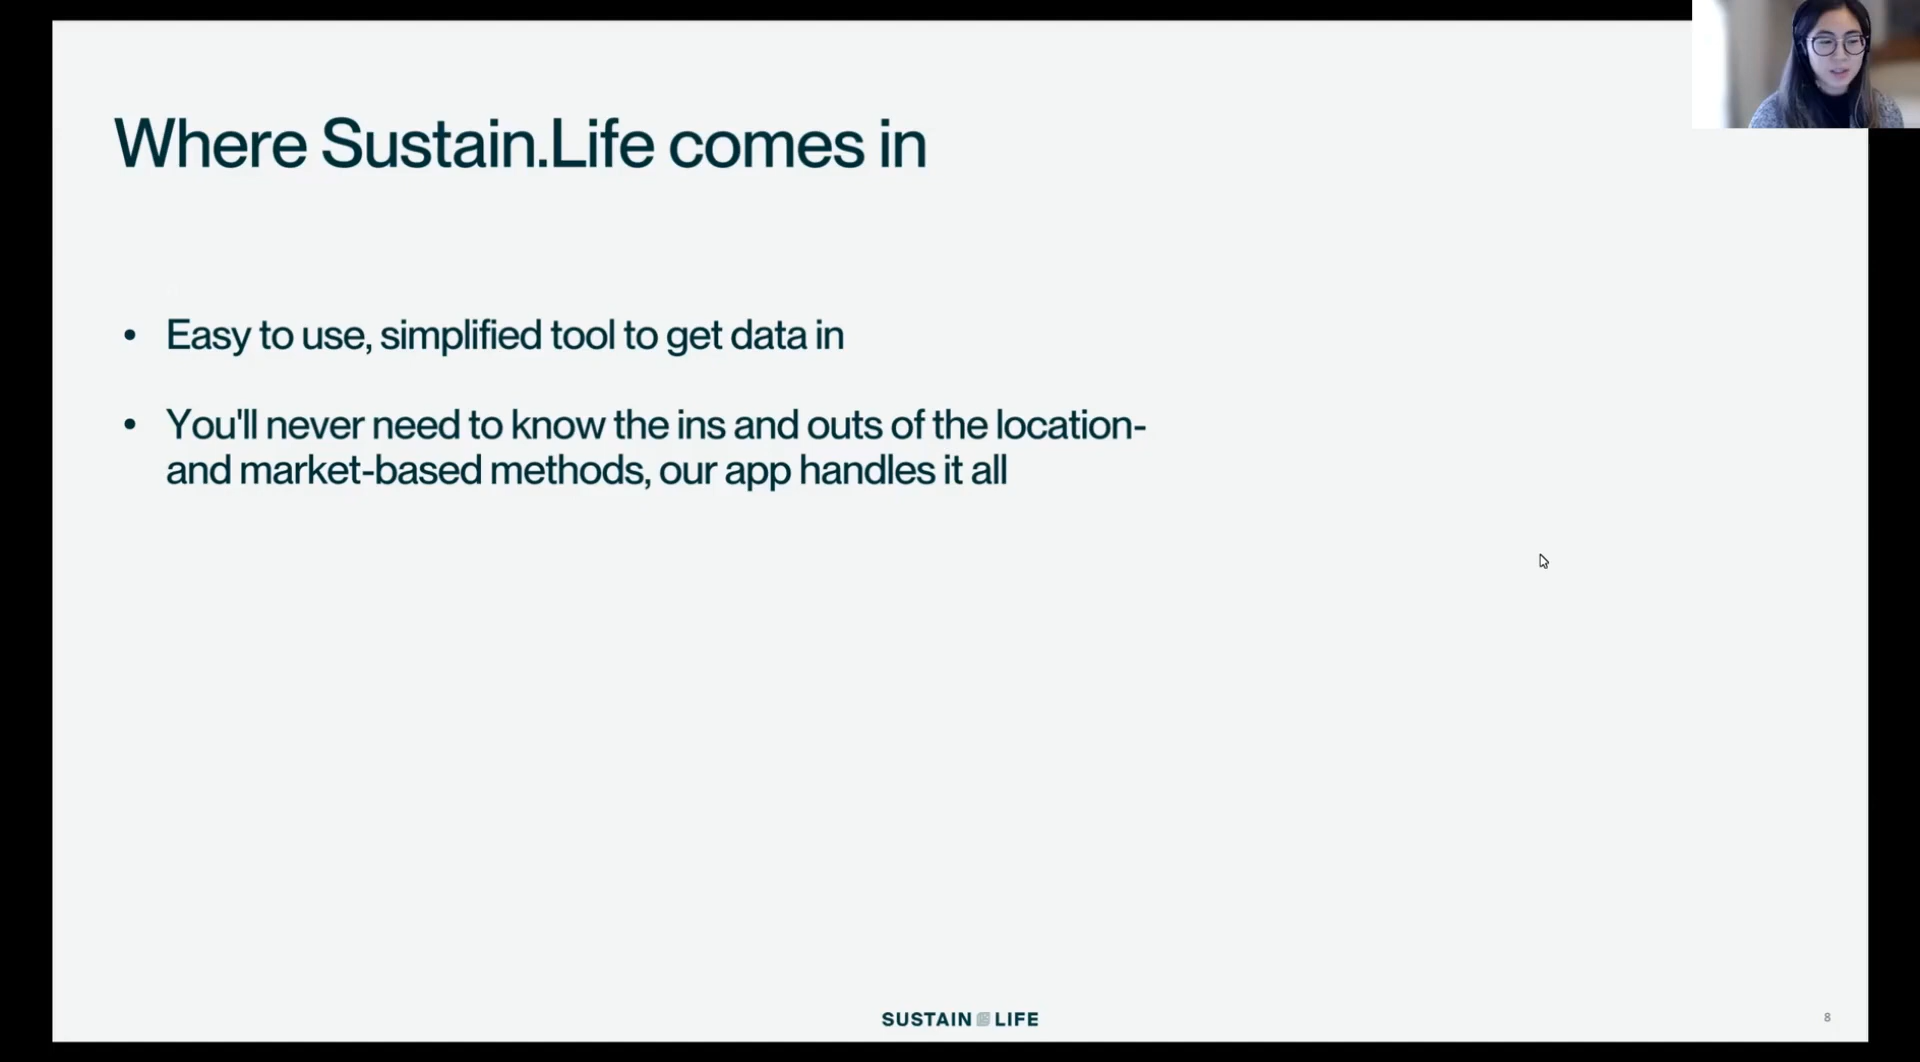 Where Sustain.Life comes in
• Easy to use, simplified tool to get data in
• You'll never need to know the ins and outs of the location-
and market-based methods, our app handles it all
SUSTAIN LIFE
8